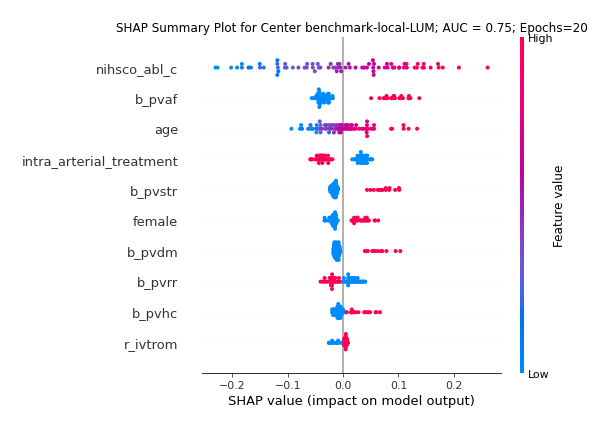 SHAP Summary Plot for Center benchmark-local-LUM; AUC = 0.75; Epochs=20
High
nihsco_abl_c
b_pvaf
age
intra_arterial_treatment
b_pvstr
female
b_pvdm
b_pvrr
b_pvhc
r_ivtrom
Feature value
Low
−0.2 −0.1 0.0 0.1 0.2
SHAP value (impact on model output)